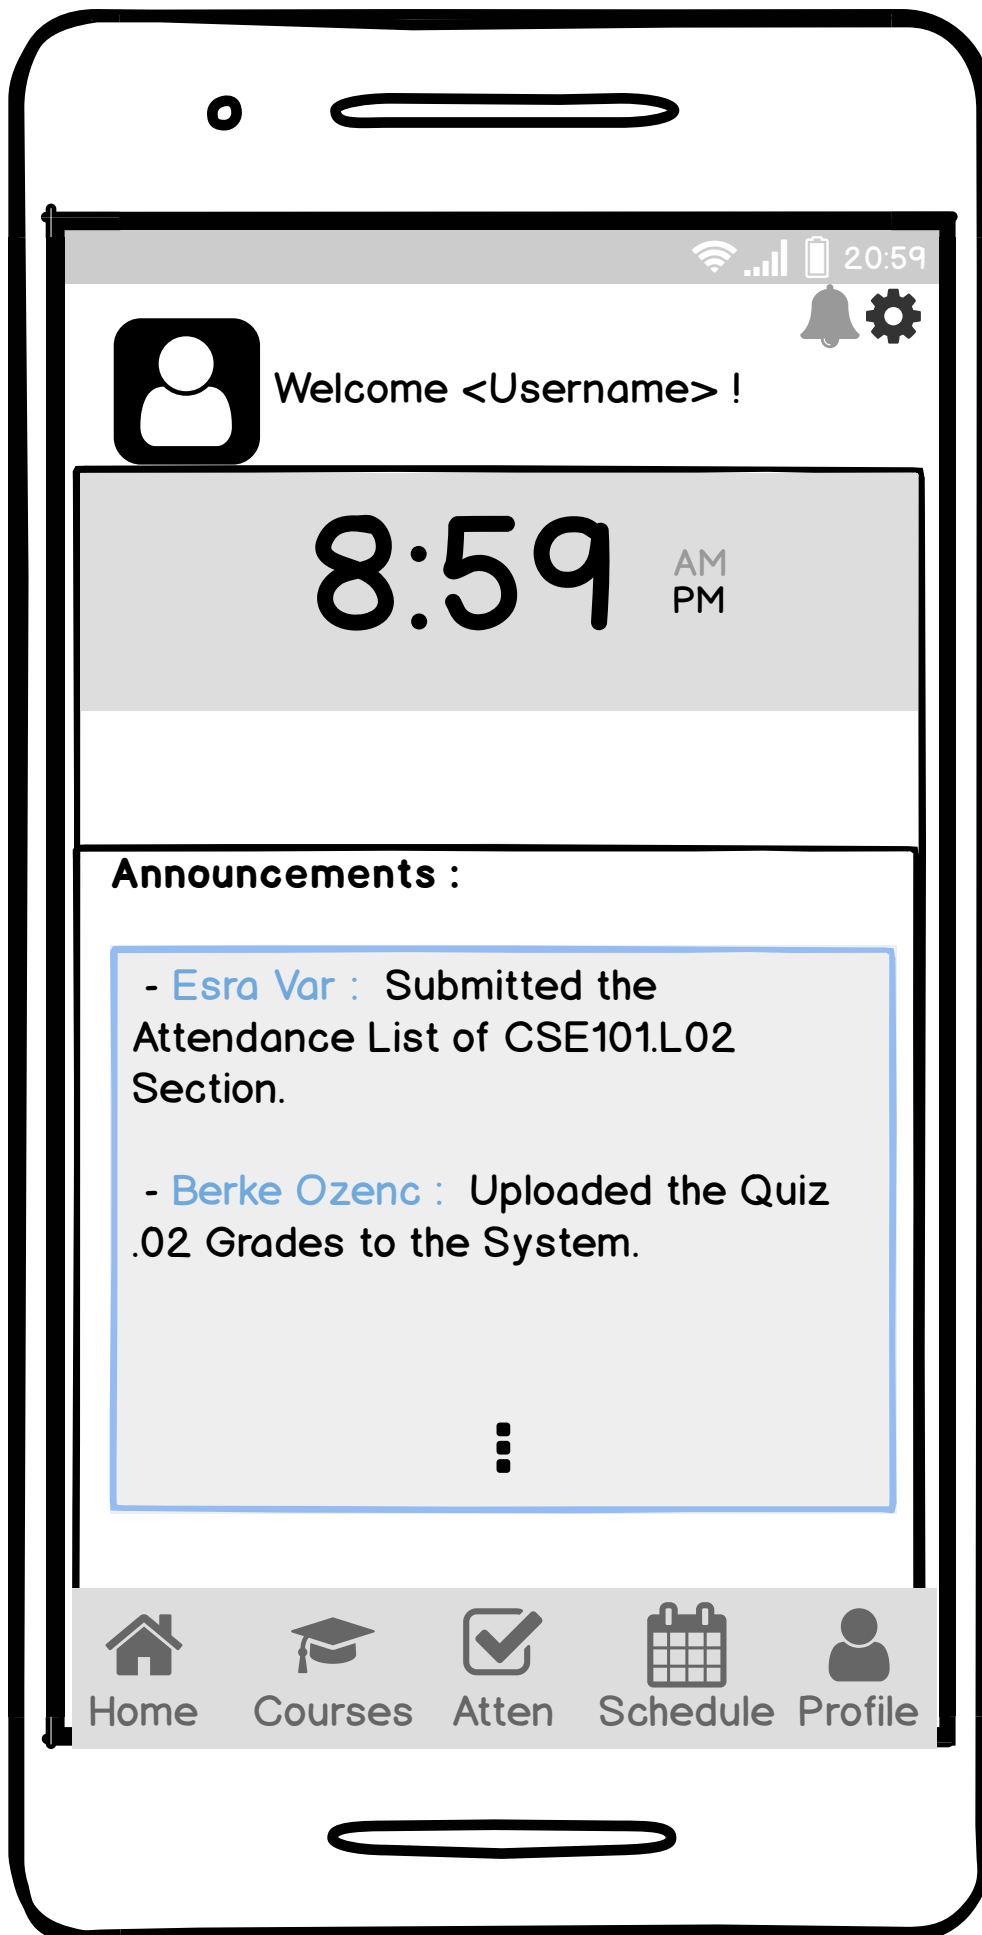 20:59
Welcome <Username> !
8:59
AM
PM
Announcements :
- Esra Var : Submitted the
Attendance List of CSE101.L02
Section.
- Berke Ozenc : Uploaded the Quiz
.02 Grades to the System.
Home Courses Atten Schedule Profile